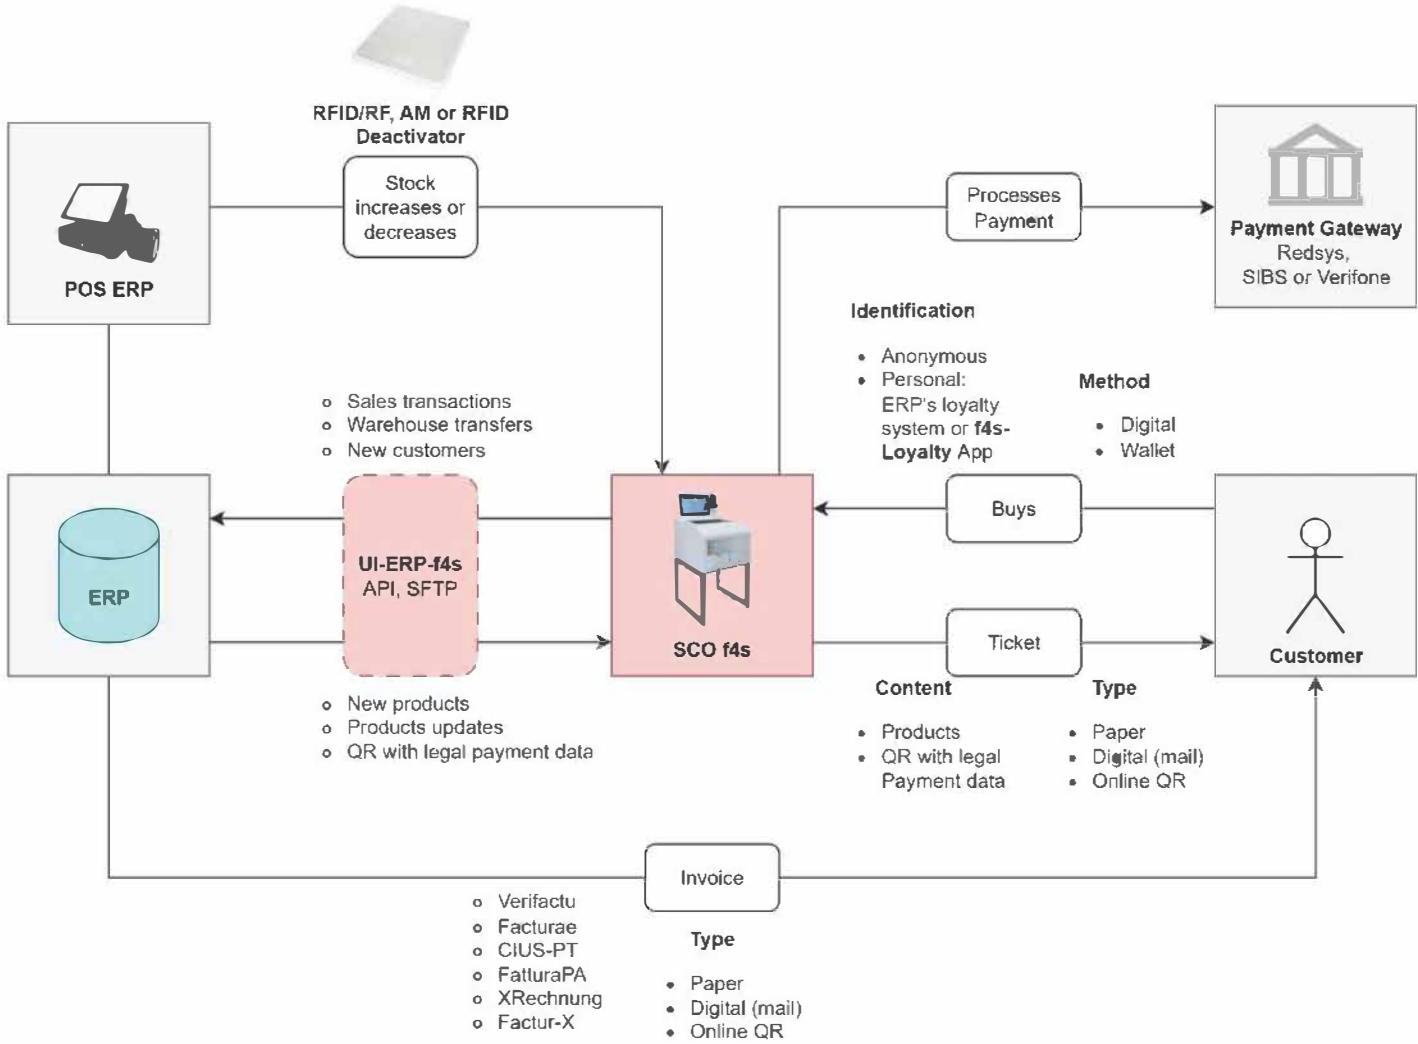 RFID/RF, AM or RFID
Deactivator
Stock
increases or
decreases
POS ERP
Processes
Payment
Payment Gateway
Redsys,
SIBS or Verifone
Identification
Anonymous
Personal:
ERP's loyalty
system or f4s-
Loyalty App
Method
Digital
Wallet
Sales transactions
Warehouse transfers
New customers
ERP
UI-ERP-f4s
API, SFTP
SCO f4s
Buys
Ticket
Customer
New products
Products updates
QR with legal payment data
Content
Products
QR with legal
Payment data
Type
Paper
Digital (mail)
Online QR
Invoice
Verifactu
Facturae
CIUS-PT
FatturaPA
XRechnung
Factur-X
Type
Paper
Digital (mail)
Online QR